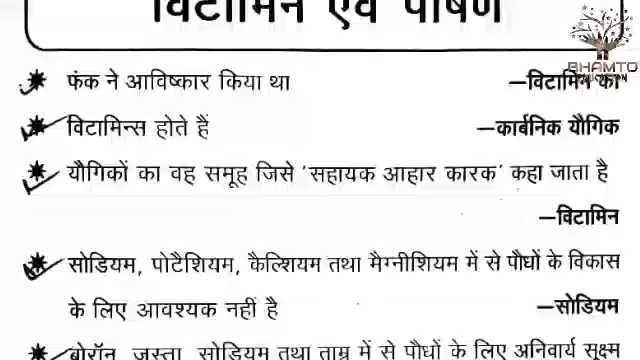 विटामिन एवं पोषण
BHAMTO
फंक ने आविष्कार किया था —विटामिन का
विटामिन्स होते हैं —कार्बनिक यौगिक
यौगिकों का वह समूह जिसे 'सहायक आहार कारक' कहा जाता है
—विटामिन
सोडियम, पोटैशियम, कैल्शियम तथा मैग्नीशियम में से पौधों के विकास
के लिए आवश्यक नहीं है —सोडियम
बोरॉन, जस्ता, सोडियम तथा ताम्र में से पौधों के लिए अनिवार्य सूक्ष्म